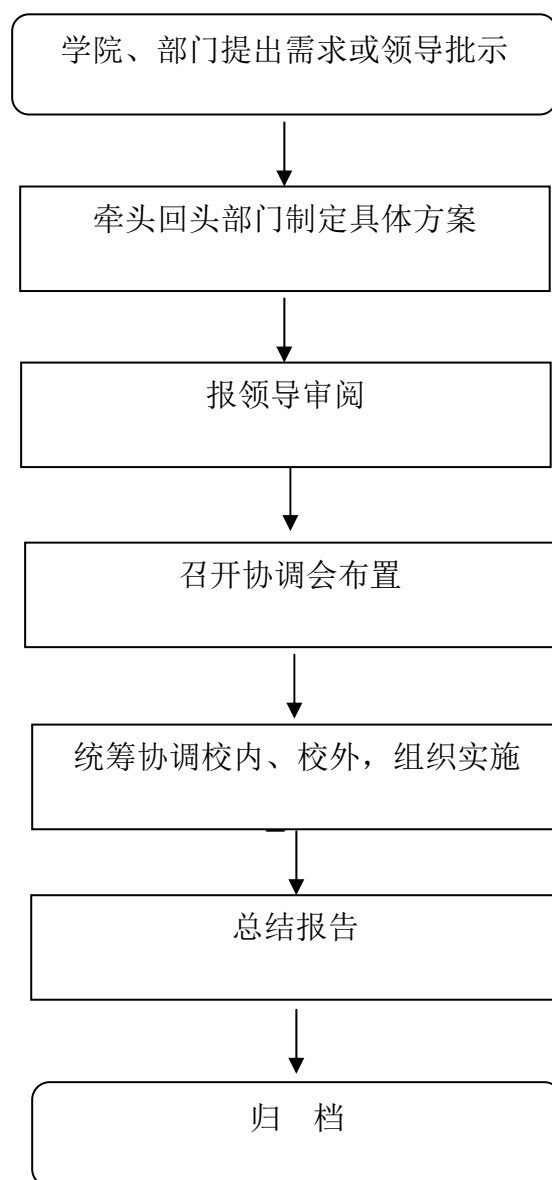 学院、部门提出需求或领导批示
牵头回头部门制定具体方案
报领导审阅
召开协调会布置
统筹协调校内、校外，组织实施
总结报告
归　档